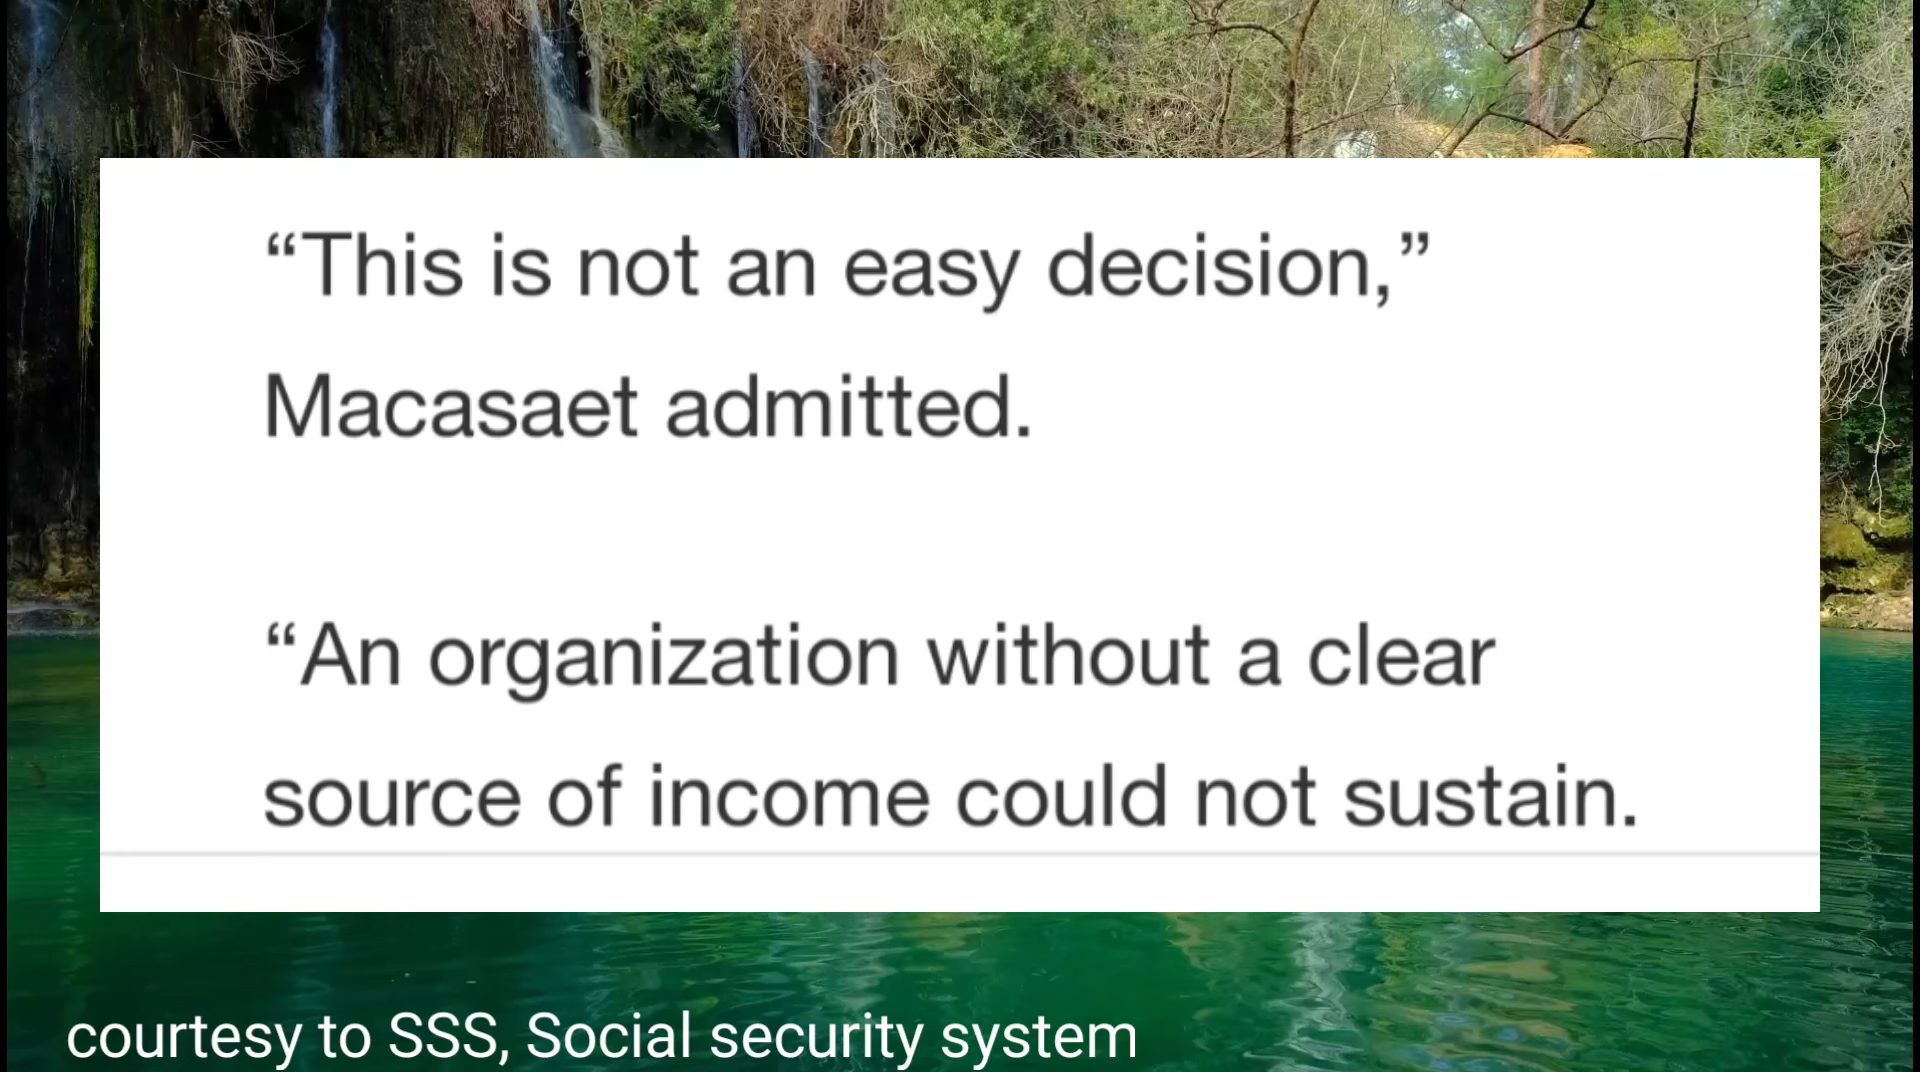 “This is not an easy decision,”
Macasaet admitted.
“An organization without a clear
source of income could not sustain.
courtesy to SSS, Social security system